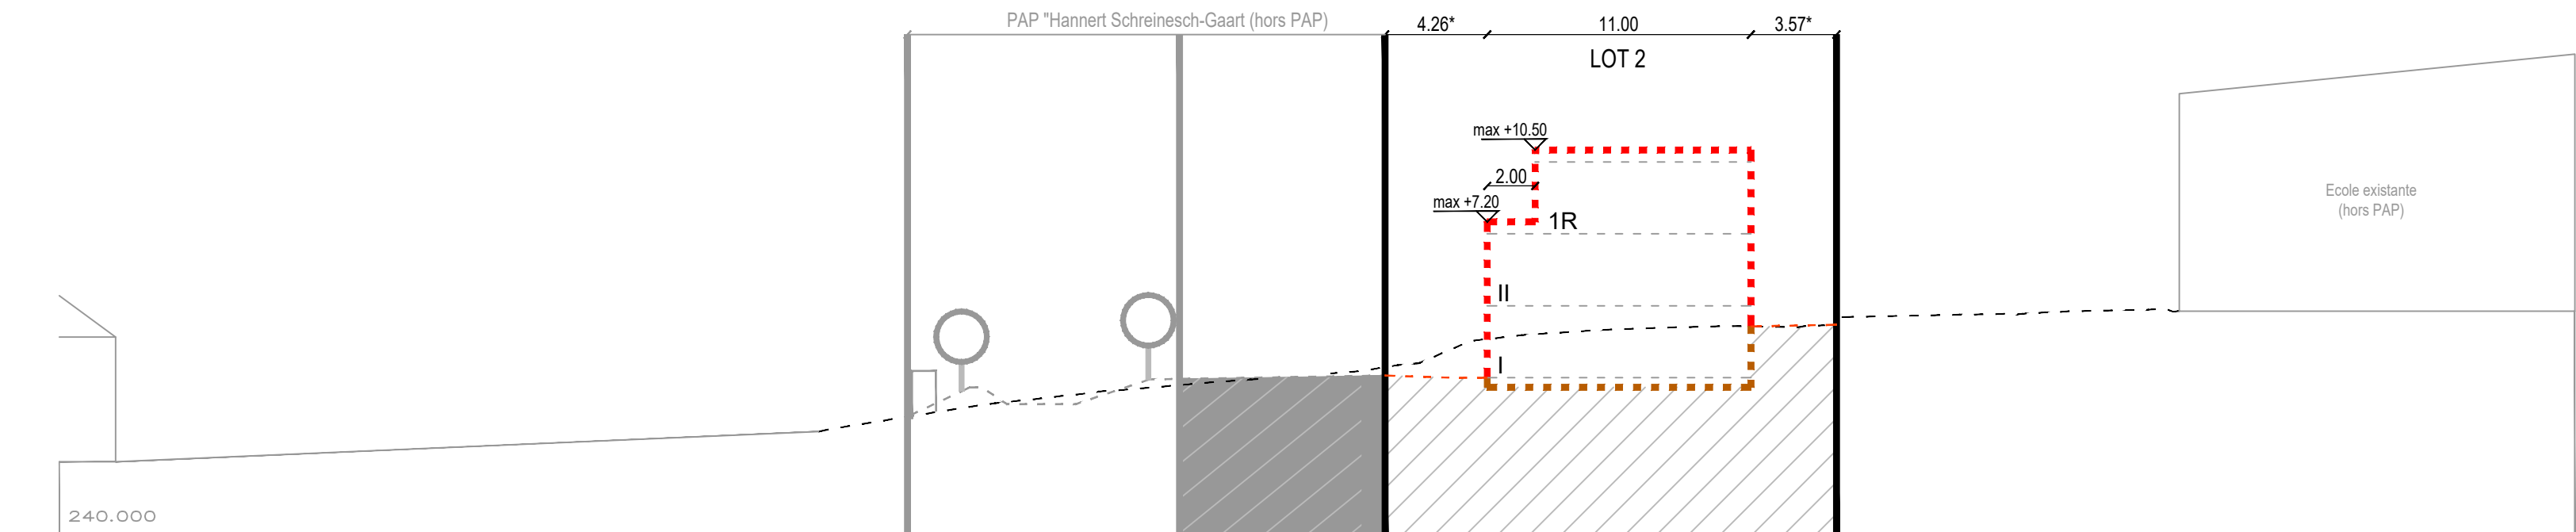 PAP "Hannert Schreinesch-Gaart (hors PAP)
4.26*
11.00
3.57*
LOT 2
max +10.50
2.00
max +7.20
1R
Ecole existante
(hors PAP)
II
I
240.000